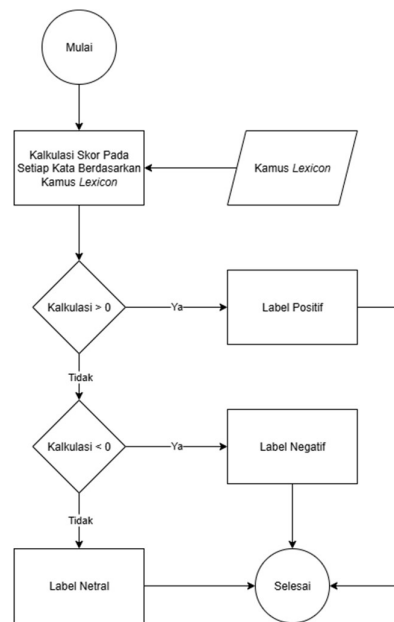 Mulai
Kalkulasi Skor Pada
Setiap Kata Berdasarkan
Kamus Lexicon
Kamus Lexicon
Kalkulasi > 0
Ya
Label Positif
Tidak
Kalkulasi < 0
Ya
Label Negatif
Tidak
Label Netral
Selesai